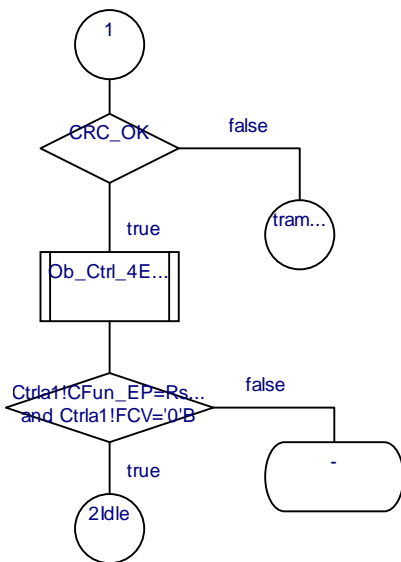 1
CRC_OK
false
true
tram...
Ob_Ctrl_4E...
Ctrla1!CFun_EP=Rs...
and Ctrla1!FCV='0'B
false
true
-
2Idle